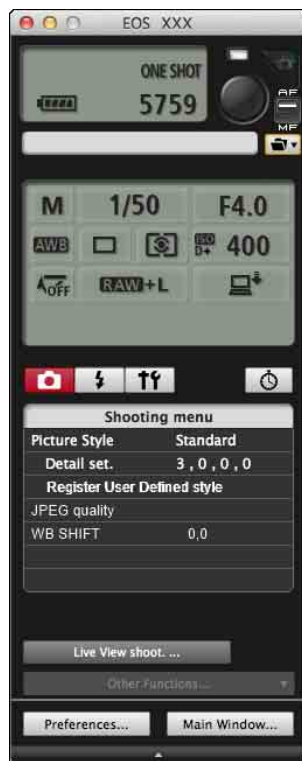 EOS XXX
ONE SHOT
5759
AF
MF
M 1/50 F4.0
AWB ISO D+ 400
OFF RAW+L
Shooting menu
Picture Style Standard
Detail set. 3,0,0,0
Register User Defined style
JPEG quality
WB SHIFT 0,0
Live View shoot. ...
Other Functions...
Preferences... Main Window...